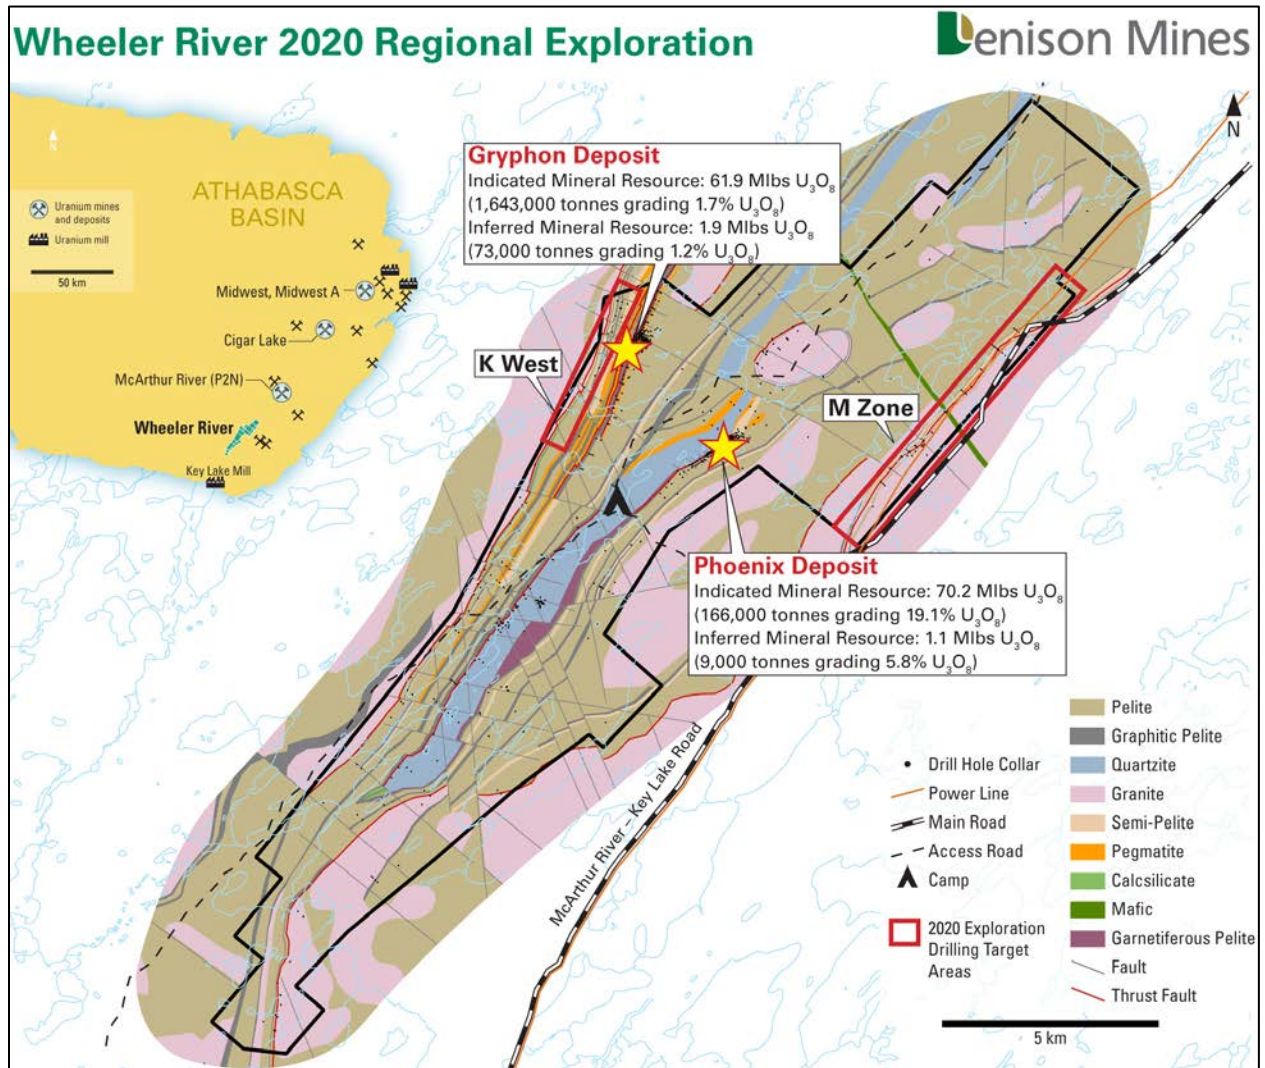 Wheeler River 2020 Regional Exploration
Denison Mines
N
N
ATHABASCA
BASIN
Uranium mines
and deposits
Uranium mill
50 km
Midwest, Midwest A
Cigar Lake
McArthur River (P2N)
Wheeler River
Key Lake Mill
Gryphon Deposit
Indicated Mineral Resource: 61.9 Mlbs U₃O₈
(1,643,000 tonnes grading 1.7% U₃O₈)
Inferred Mineral Resource: 1.9 Mlbs U₃O₈
(73,000 tonnes grading 1.2% U₃O₈)
K West
M Zone
Phoenix Deposit
Indicated Mineral Resource: 70.2 Mlbs U₃O₈
(166,000 tonnes grading 19.1% U₃O₈)
Inferred Mineral Resource: 1.1 Mlbs U₃O₈
(9,000 tonnes grading 5.8% U₃O₈)
McArthur River – Key Lake Road
Drill Hole Collar
Power Line
Main Road
Access Road
Camp
2020 Exploration
Drilling Target
Areas
Pelite
Graphitic Pelite
Quartzite
Granite
Semi-Pelite
Pegmatite
Calcsilicate
Mafic
Garnetiferous Pelite
Fault
Thrust Fault
5 km